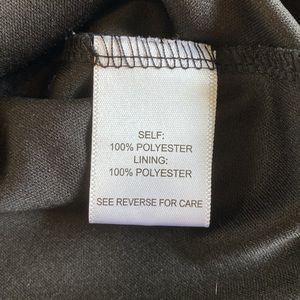 SELF:
100% POLYESTER
LINING:
100% POLYESTER
SEE REVERSE FOR CARE